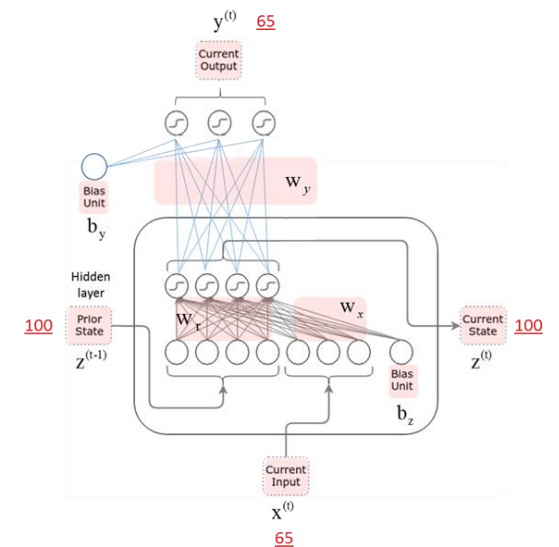 y(t) 65
Current
Output
Bias
Unit
by
Wy
Hidden
layer
100 Prior
State
z(t-1)
Wr
Wx
Current
State 100
z(t)
Bias
Unit
bz
Current
Input
x(t)
65